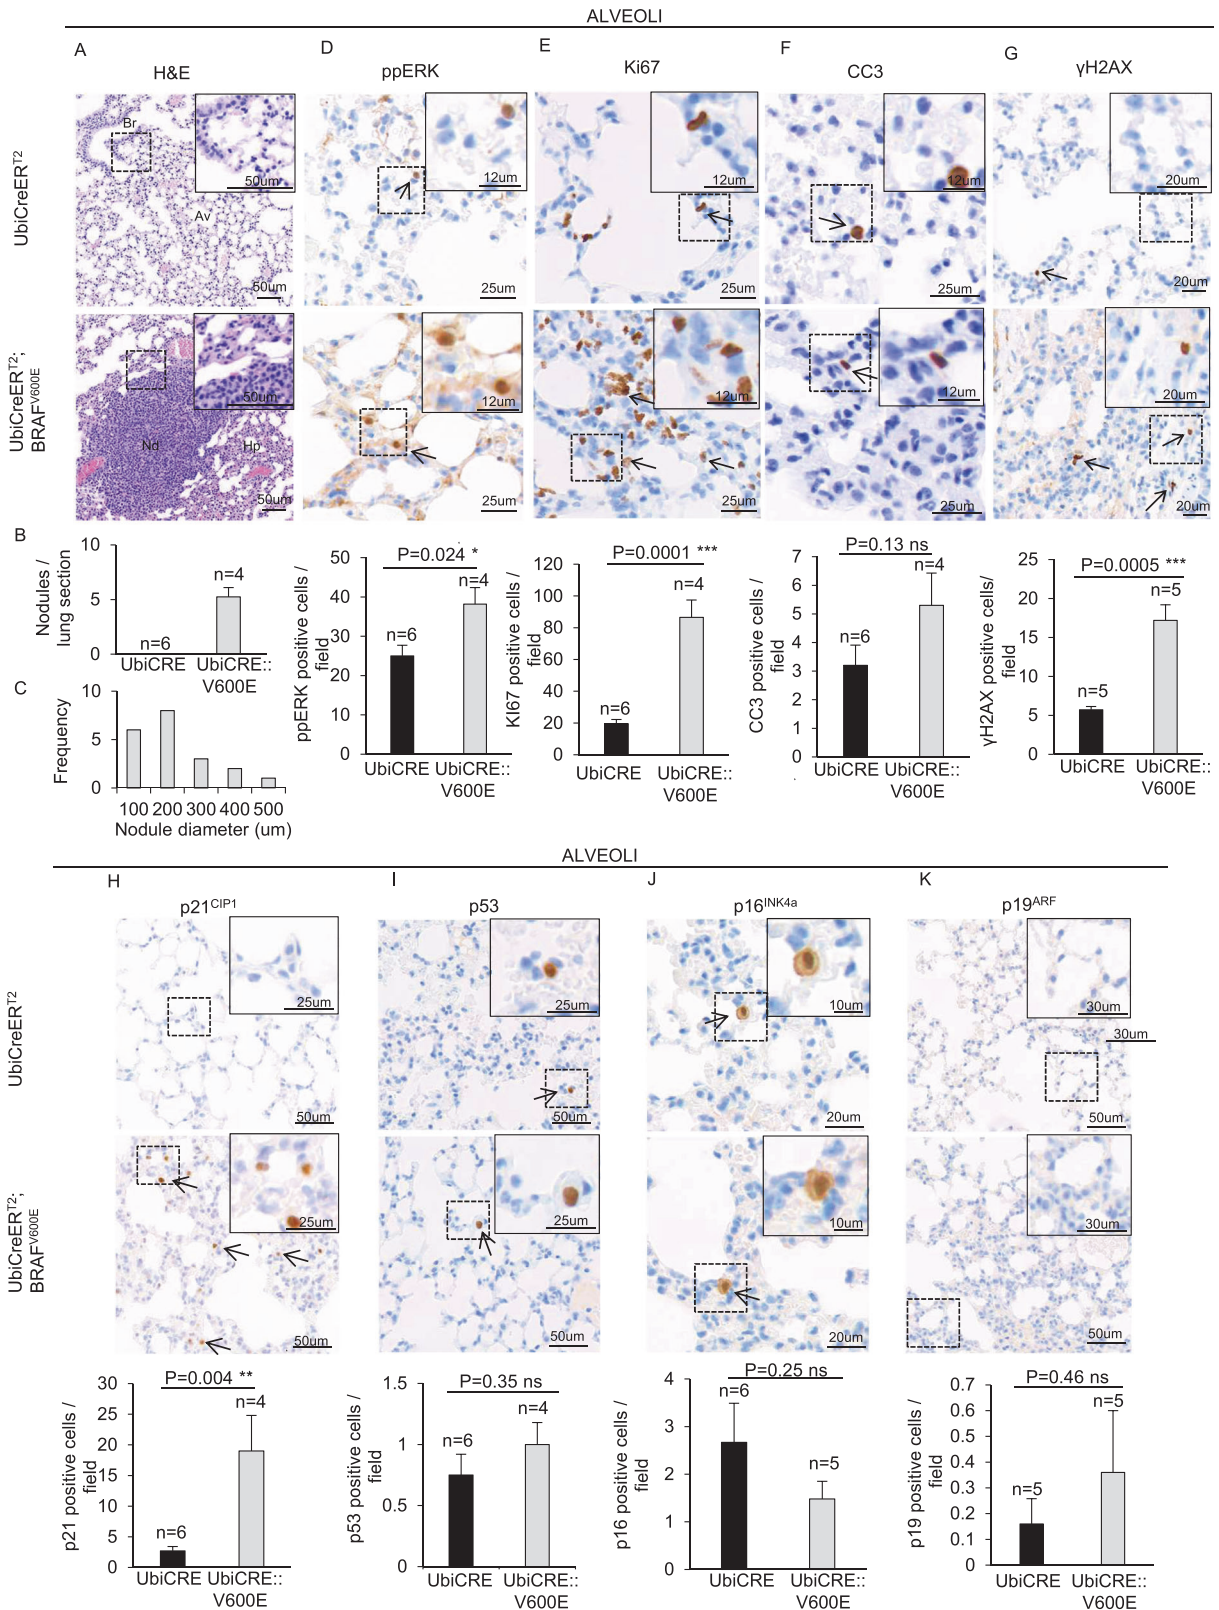 ALVEOLI
A
H&E
D
ppERK
E
Ki67
F
CC3
G
γH2AX
UbiCreER^T2
Br
Av
50um
50um
12um
25um
12um
25um
12um
25um
20um
20um
UbiCreER^T2;
BRAF^V600E
Nd
Hp
50um
50um
12um
25um
12um
25um
12um
25um
20um
20um
B
Nodules /
lung section
10
5
0
n=6
n=4
UbiCRE
UbiCRE::
V600E
C
Frequency
10
5
0
100 200 300 400 500
Nodule diameter (um)
ppERK positive cells /
field
50
40
30
20
10
0
P=0.024 *
n=6
n=4
UbiCRE
UbiCRE::
V600E
KI67 positive cells /
field
120
100
80
60
40
20
0
P=0.0001 ***
n=6
n=4
UbiCRE
UbiCRE::
V600E
CC3 positive cells /
field
7
6
5
4
3
2
1
0
P=0.13 ns
n=6
n=4
UbiCRE
UbiCRE::
V600E
γH2AX positive cells/
field
25
20
15
10
5
0
P=0.0005 ***
n=5
n=5
UbiCRE
UbiCRE::
V600E
ALVEOLI
H
p21^CIP1
I
p53
J
p16^INK4a
K
p19^ARF
UbiCreER^T2
25um
50um
25um
50um
10um
20um
30um
30um
50um
UbiCreER^T2;
BRAF^V600E
25um
50um
25um
50um
10um
20um
30um
50um
p21 positive cells /
field
30
25
20
15
10
5
0
P=0.004 **
n=6
n=4
UbiCRE
UbiCRE::
V600E
p53 positive cells /
field
1.5
1
0.5
0
P=0.35 ns
n=6
n=4
UbiCRE
UbiCRE::
V600E
p16 positive cells /
field
4
3
2
1
0
P=0.25 ns
n=6
n=5
UbiCRE
UbiCRE::
V600E
p19 positive cells /
field
0.7
0.6
0.5
0.4
0.3
0.2
0.1
0
P=0.46 ns
n=5
n=5
UbiCRE
UbiCRE::
V600E